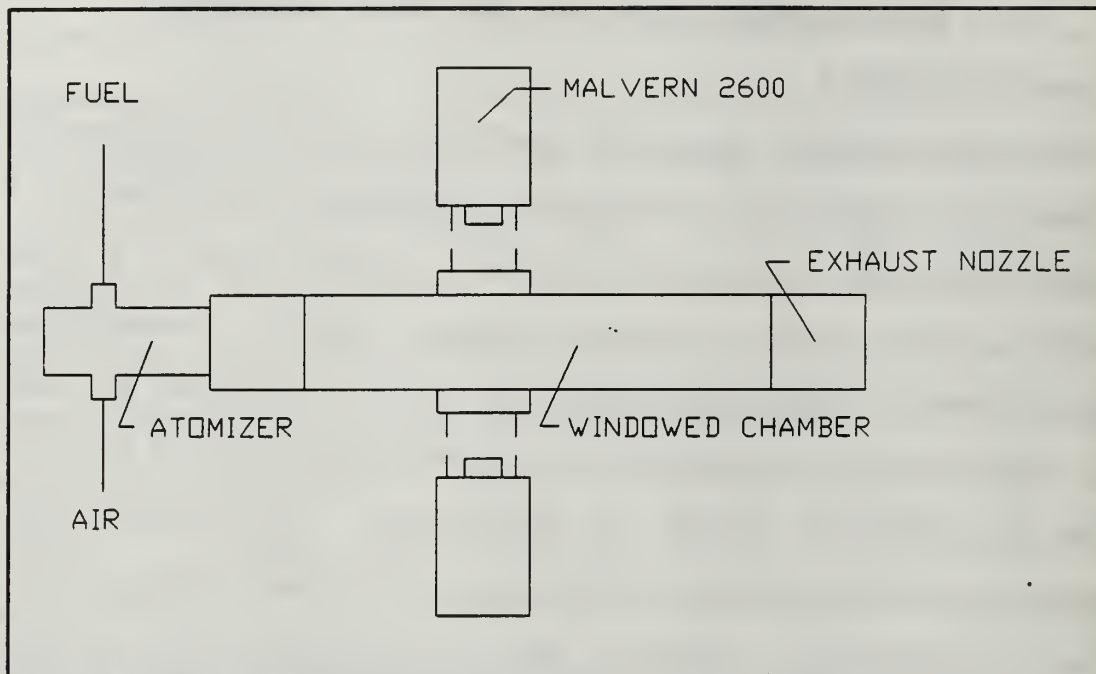 FUEL
MALVERN 2600
EXHAUST NOZZLE
ATOMIZER
WINDOWED CHAMBER
AIR